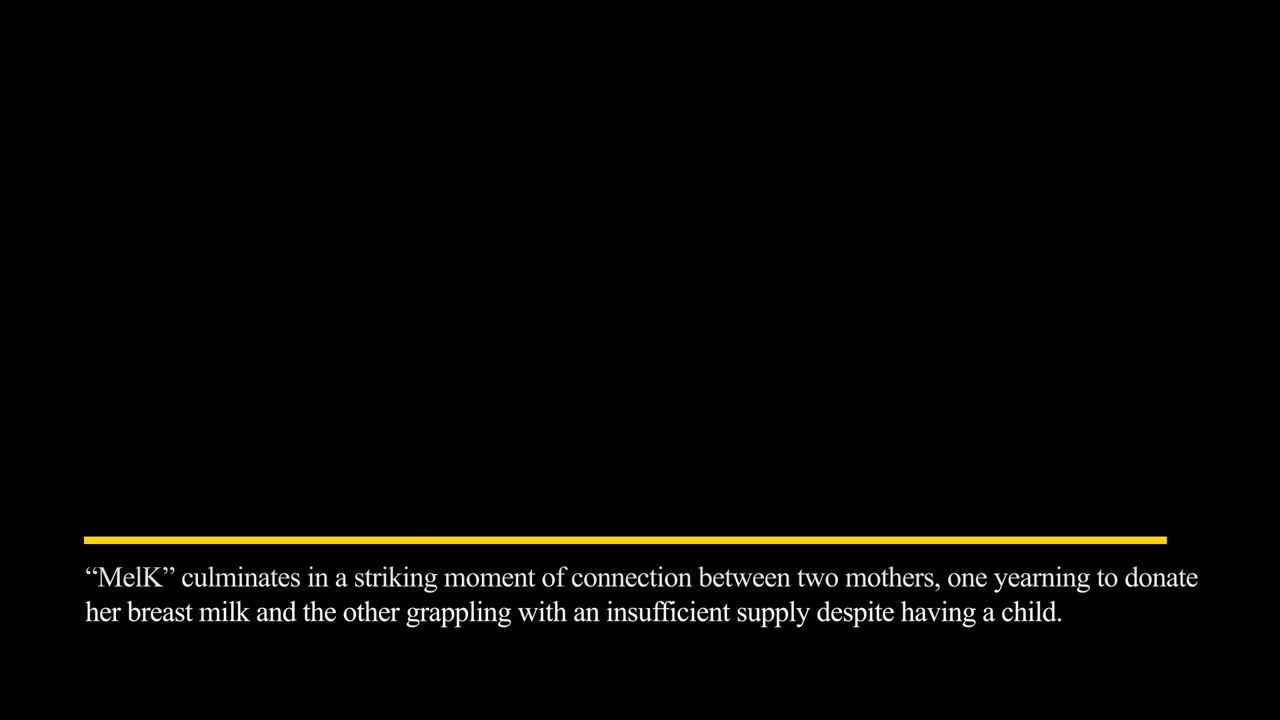 “MelK” culminates in a striking moment of connection between two mothers, one yearning to donate
her breast milk and the other grappling with an insufficient supply despite having a child.